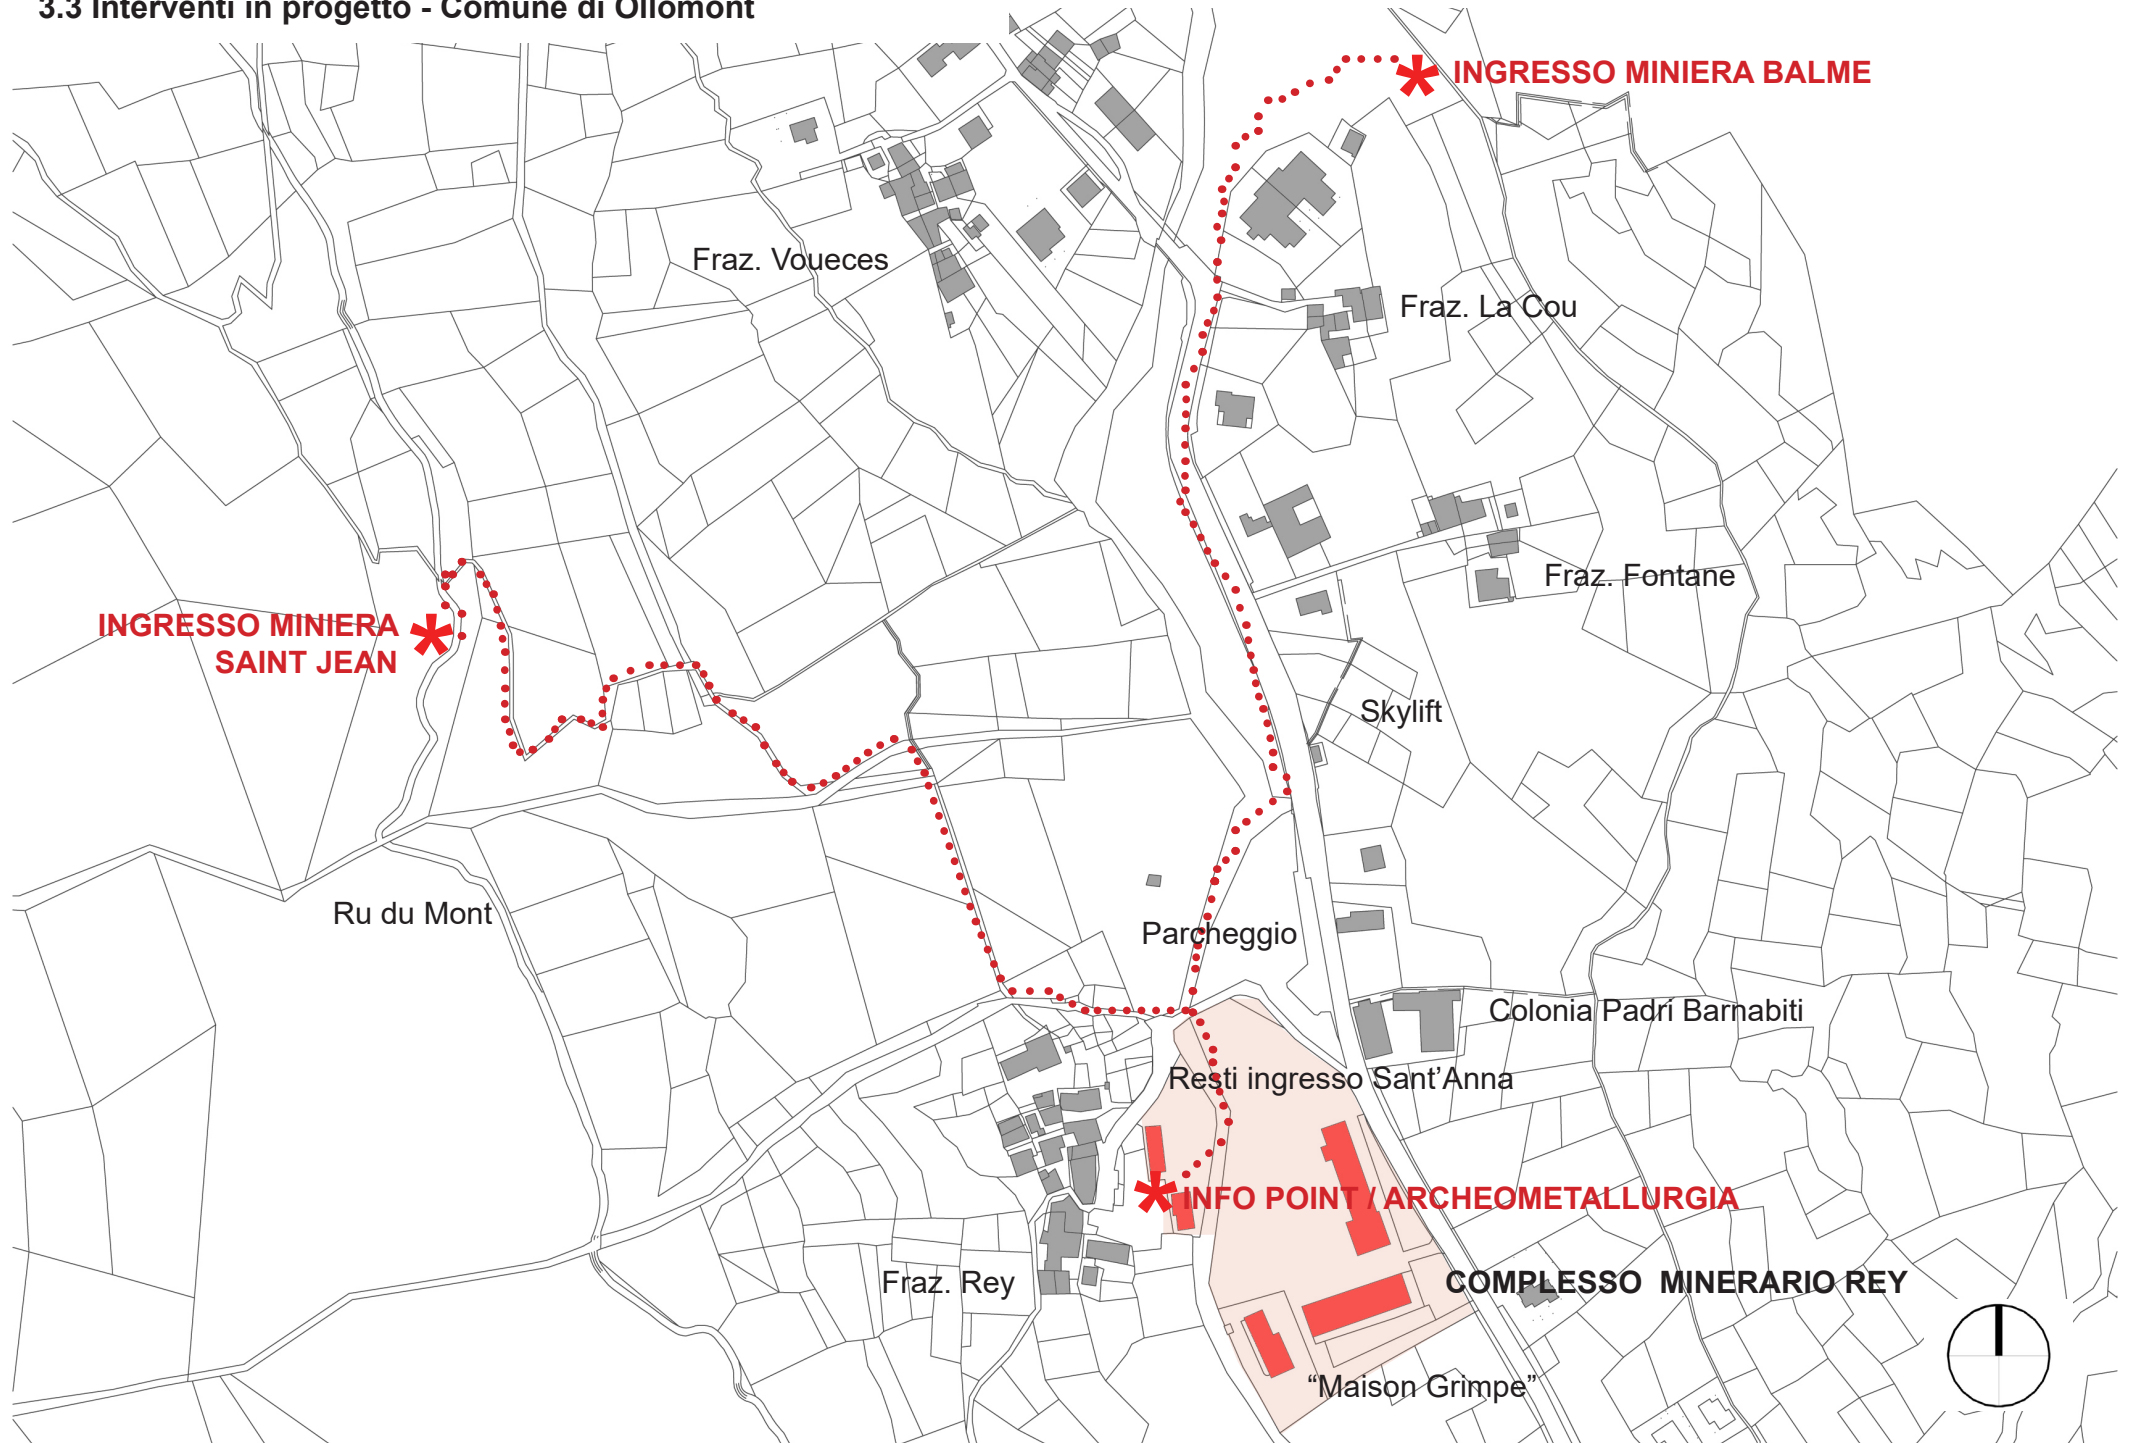 3.3 Interventi in progetto - Comune di Ollomont
INGRESSO MINIERA BALME
Fraz. Voueces
Fraz. La Cou
Fraz. Fontane
INGRESSO MINIERA
SAINT JEAN
Skylift
Ru du Mont
Parcheggio
Colonia Padri Barnabiti
Resti ingresso Sant’Anna
INFO POINT / ARCHEOMETALLURGIA
Fraz. Rey
COMPLESSO MINERARIO REY
“Maison Grimpe”